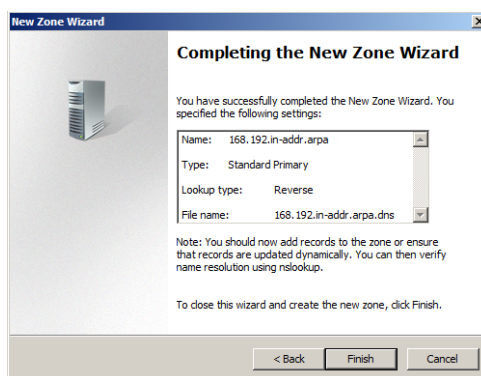 New Zone Wizard
Completing the New Zone Wizard
You have successfully completed the New Zone Wizard. You
specified the following settings:
Name: 168.192.in-addr.arpa
Type: Standard Primary
Lookup type: Reverse
File name: 168.192.in-addr.arpa.dns
Note: You should now add records to the zone or ensure
that records are updated dynamically. You can then verify
name resolution using nslookup.
To close this wizard and create the new zone, click Finish.
< Back Finish Cancel